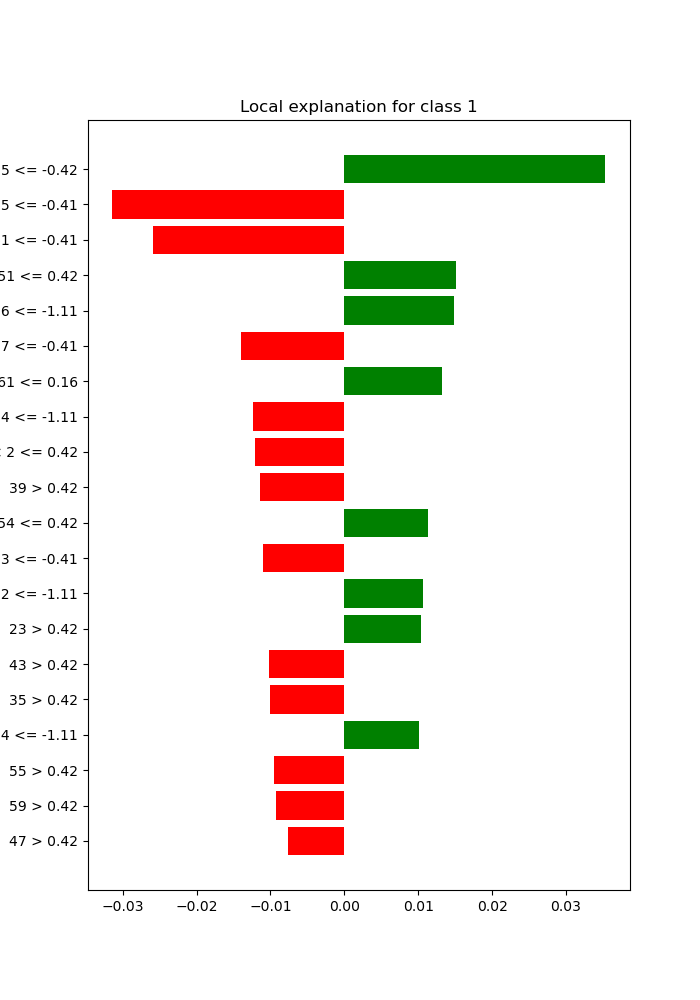 Local explanation for class 1
5 <= -0.42
5 <= -0.41
1 <= -0.41
51 <= 0.42
6 <= -1.11
7 <= -0.41
61 <= 0.16
4 <= -1.11
2 <= 0.42
39 > 0.42
54 <= 0.42
3 <= -0.41
2 <= -1.11
23 > 0.42
43 > 0.42
35 > 0.42
4 <= -1.11
55 > 0.42
59 > 0.42
47 > 0.42
−0.03 −0.02 −0.01 0.00 0.01 0.02 0.03